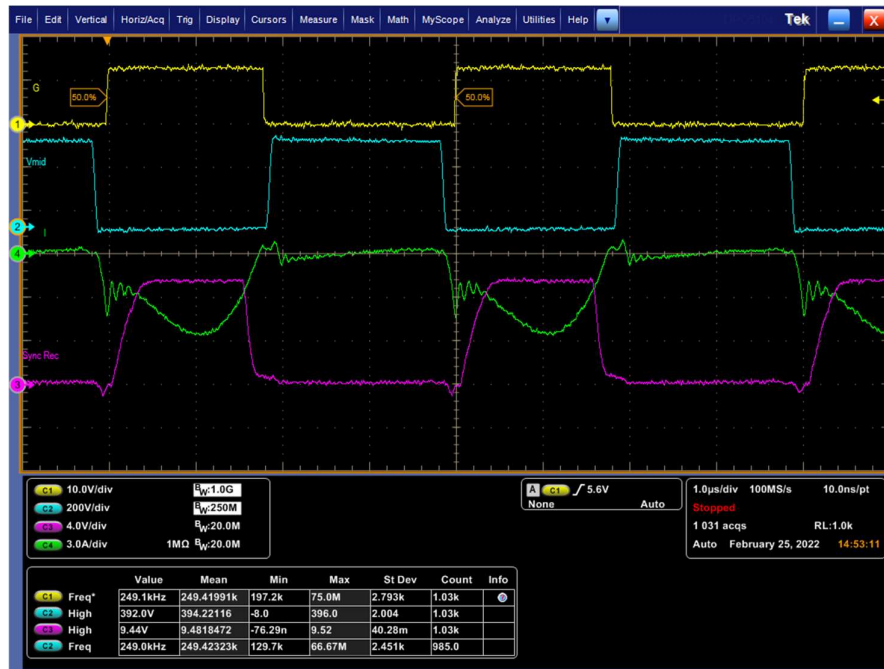 File Edit Vertical Horiz/Acq Trig Display Cursors Measure Mask Math MyScope Analyze Utilities Help Tek X
G
50.0% 50.0%
1
Vmid
2
I
4
Sync Rec
3
C1 10.0V/div BW:1.0G
C2 200V/div BW:250M
C3 4.0V/div BW:20.0M
C4 3.0A/div 1MΩ BW:20.0M
A C1 5.6V
None Auto
1.0µs/div 100MS/s 10.0ns/pt
Stopped
1 031 acqs RL:1.0k
Auto February 25, 2022 14:53:11
Value Mean Min Max St Dev Count Info
C1 Freq* 249.1kHz 249.41991k 197.2k 75.0M 2.793k 1.03k
C2 High 392.0V 394.22116 -8.0 396.0 2.004 1.03k
C3 High 9.44V 9.4818472 -76.29n 9.52 40.28m 1.03k
C2 Freq 249.0kHz 249.42323k 129.7k 66.67M 2.451k 985.0